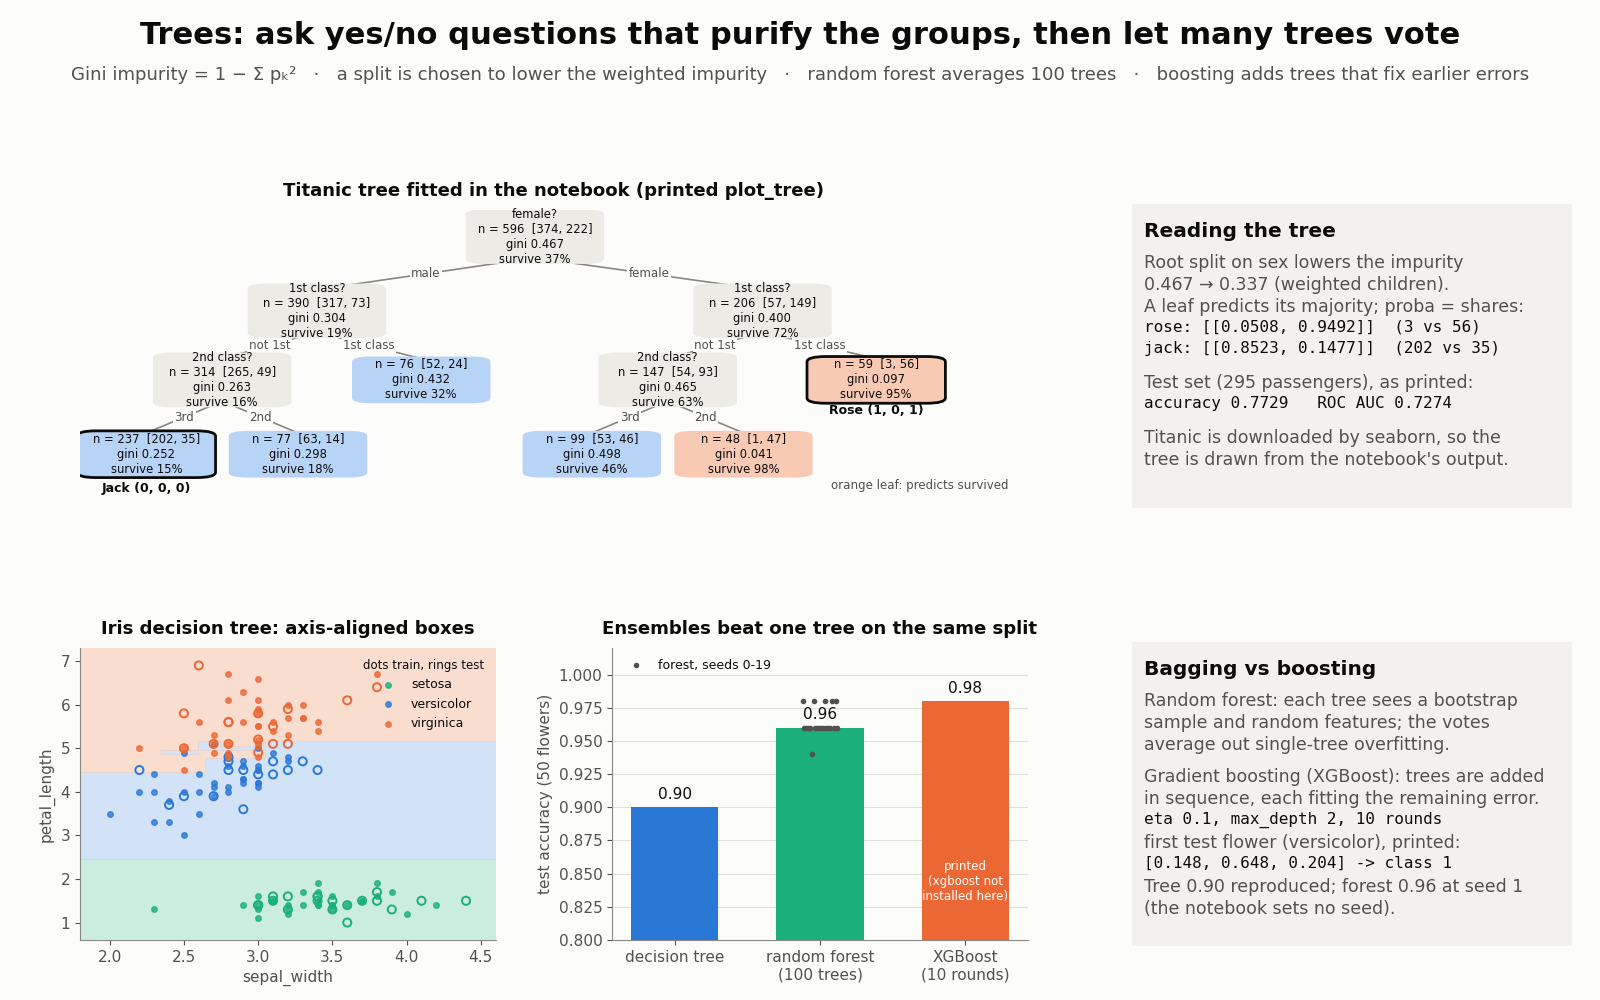 Trees: ask yes/no questions that purify the groups, then let many trees vote
Gini impurity = 1 − Σ pₖ²   ·   a split is chosen to lower the weighted impurity   ·   random forest averages 100 trees   ·   boosting adds trees that fix earlier errors
Titanic tree fitted in the notebook (printed plot_tree)
female?
n = 596  [374, 222]
gini 0.467
survive 37%
male
female
1st class?
n = 390  [317, 73]
gini 0.304
survive 19%
1st class?
n = 206  [57, 149]
gini 0.400
survive 72%
not 1st
1st class
not 1st
1st class
2nd class?
n = 314  [265, 49]
gini 0.263
survive 16%
n = 76  [52, 24]
gini 0.432
survive 32%
2nd class?
n = 147  [54, 93]
gini 0.465
survive 63%
n = 59  [3, 56]
gini 0.097
survive 95%
Rose (1, 0, 1)
3rd
2nd
3rd
2nd
n = 237  [202, 35]
gini 0.252
survive 15%
Jack (0, 0, 0)
n = 77  [63, 14]
gini 0.298
survive 18%
n = 99  [53, 46]
gini 0.498
survive 46%
n = 48  [1, 47]
gini 0.041
survive 98%
orange leaf: predicts survived
Reading the tree
Root split on sex lowers the impurity
0.467 → 0.337 (weighted children).
A leaf predicts its majority; proba = shares:
rose: [[0.0508, 0.9492]]  (3 vs 56)
jack: [[0.8523, 0.1477]]  (202 vs 35)
Test set (295 passengers), as printed:
accuracy 0.7729   ROC AUC 0.7274
Titanic is downloaded by seaborn, so the
tree is drawn from the notebook's output.
Iris decision tree: axis-aligned boxes
dots train, rings test
setosa
versicolor
virginica
7
6
5
4
3
2
1
petal_length
2.0
2.5
3.0
3.5
4.0
4.5
sepal_width
Ensembles beat one tree on the same split
forest, seeds 0-19
1.000
0.975
0.950
0.925
0.900
0.875
0.850
0.825
0.800
test accuracy (50 flowers)
0.90
0.96
0.98
printed
(xgboost not
installed here)
decision tree
random forest
(100 trees)
XGBoost
(10 rounds)
Bagging vs boosting
Random forest: each tree sees a bootstrap
sample and random features; the votes
average out single-tree overfitting.
Gradient boosting (XGBoost): trees are added
in sequence, each fitting the remaining error.
eta 0.1, max_depth 2, 10 rounds
first test flower (versicolor), printed:
[0.148, 0.648, 0.204] -> class 1
Tree 0.90 reproduced; forest 0.96 at seed 1
(the notebook sets no seed).